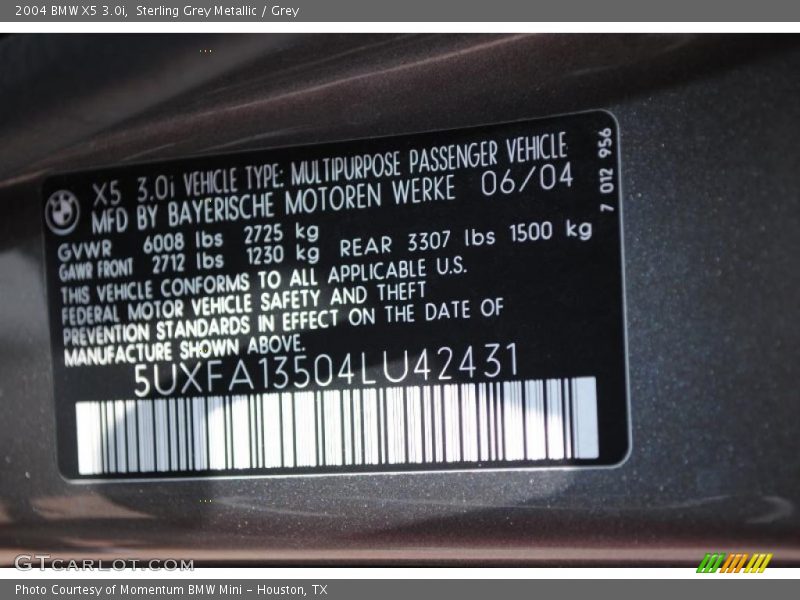 2004 BMW X5 3.0i, Sterling Grey Metallic / Grey
X5 3.0i VEHICLE TYPE: MULTIPURPOSE PASSENGER VEHICLE
MFD BY BAYERISCHE MOTOREN WERKE 06/04
GVWR 6008 lbs 2725 kg
GAWR FRONT 2712 lbs 1230 kg REAR 3307 lbs 1500 kg
THIS VEHICLE CONFORMS TO ALL APPLICABLE U.S.
FEDERAL MOTOR VEHICLE SAFETY AND THEFT
PREVENTION STANDARDS IN EFFECT ON THE DATE OF
MANUFACTURE SHOWN ABOVE.
5UXFA13504LU42431
7 012 956
GTCARLOT.COM
Photo Courtesy of Momentum BMW Mini - Houston, TX